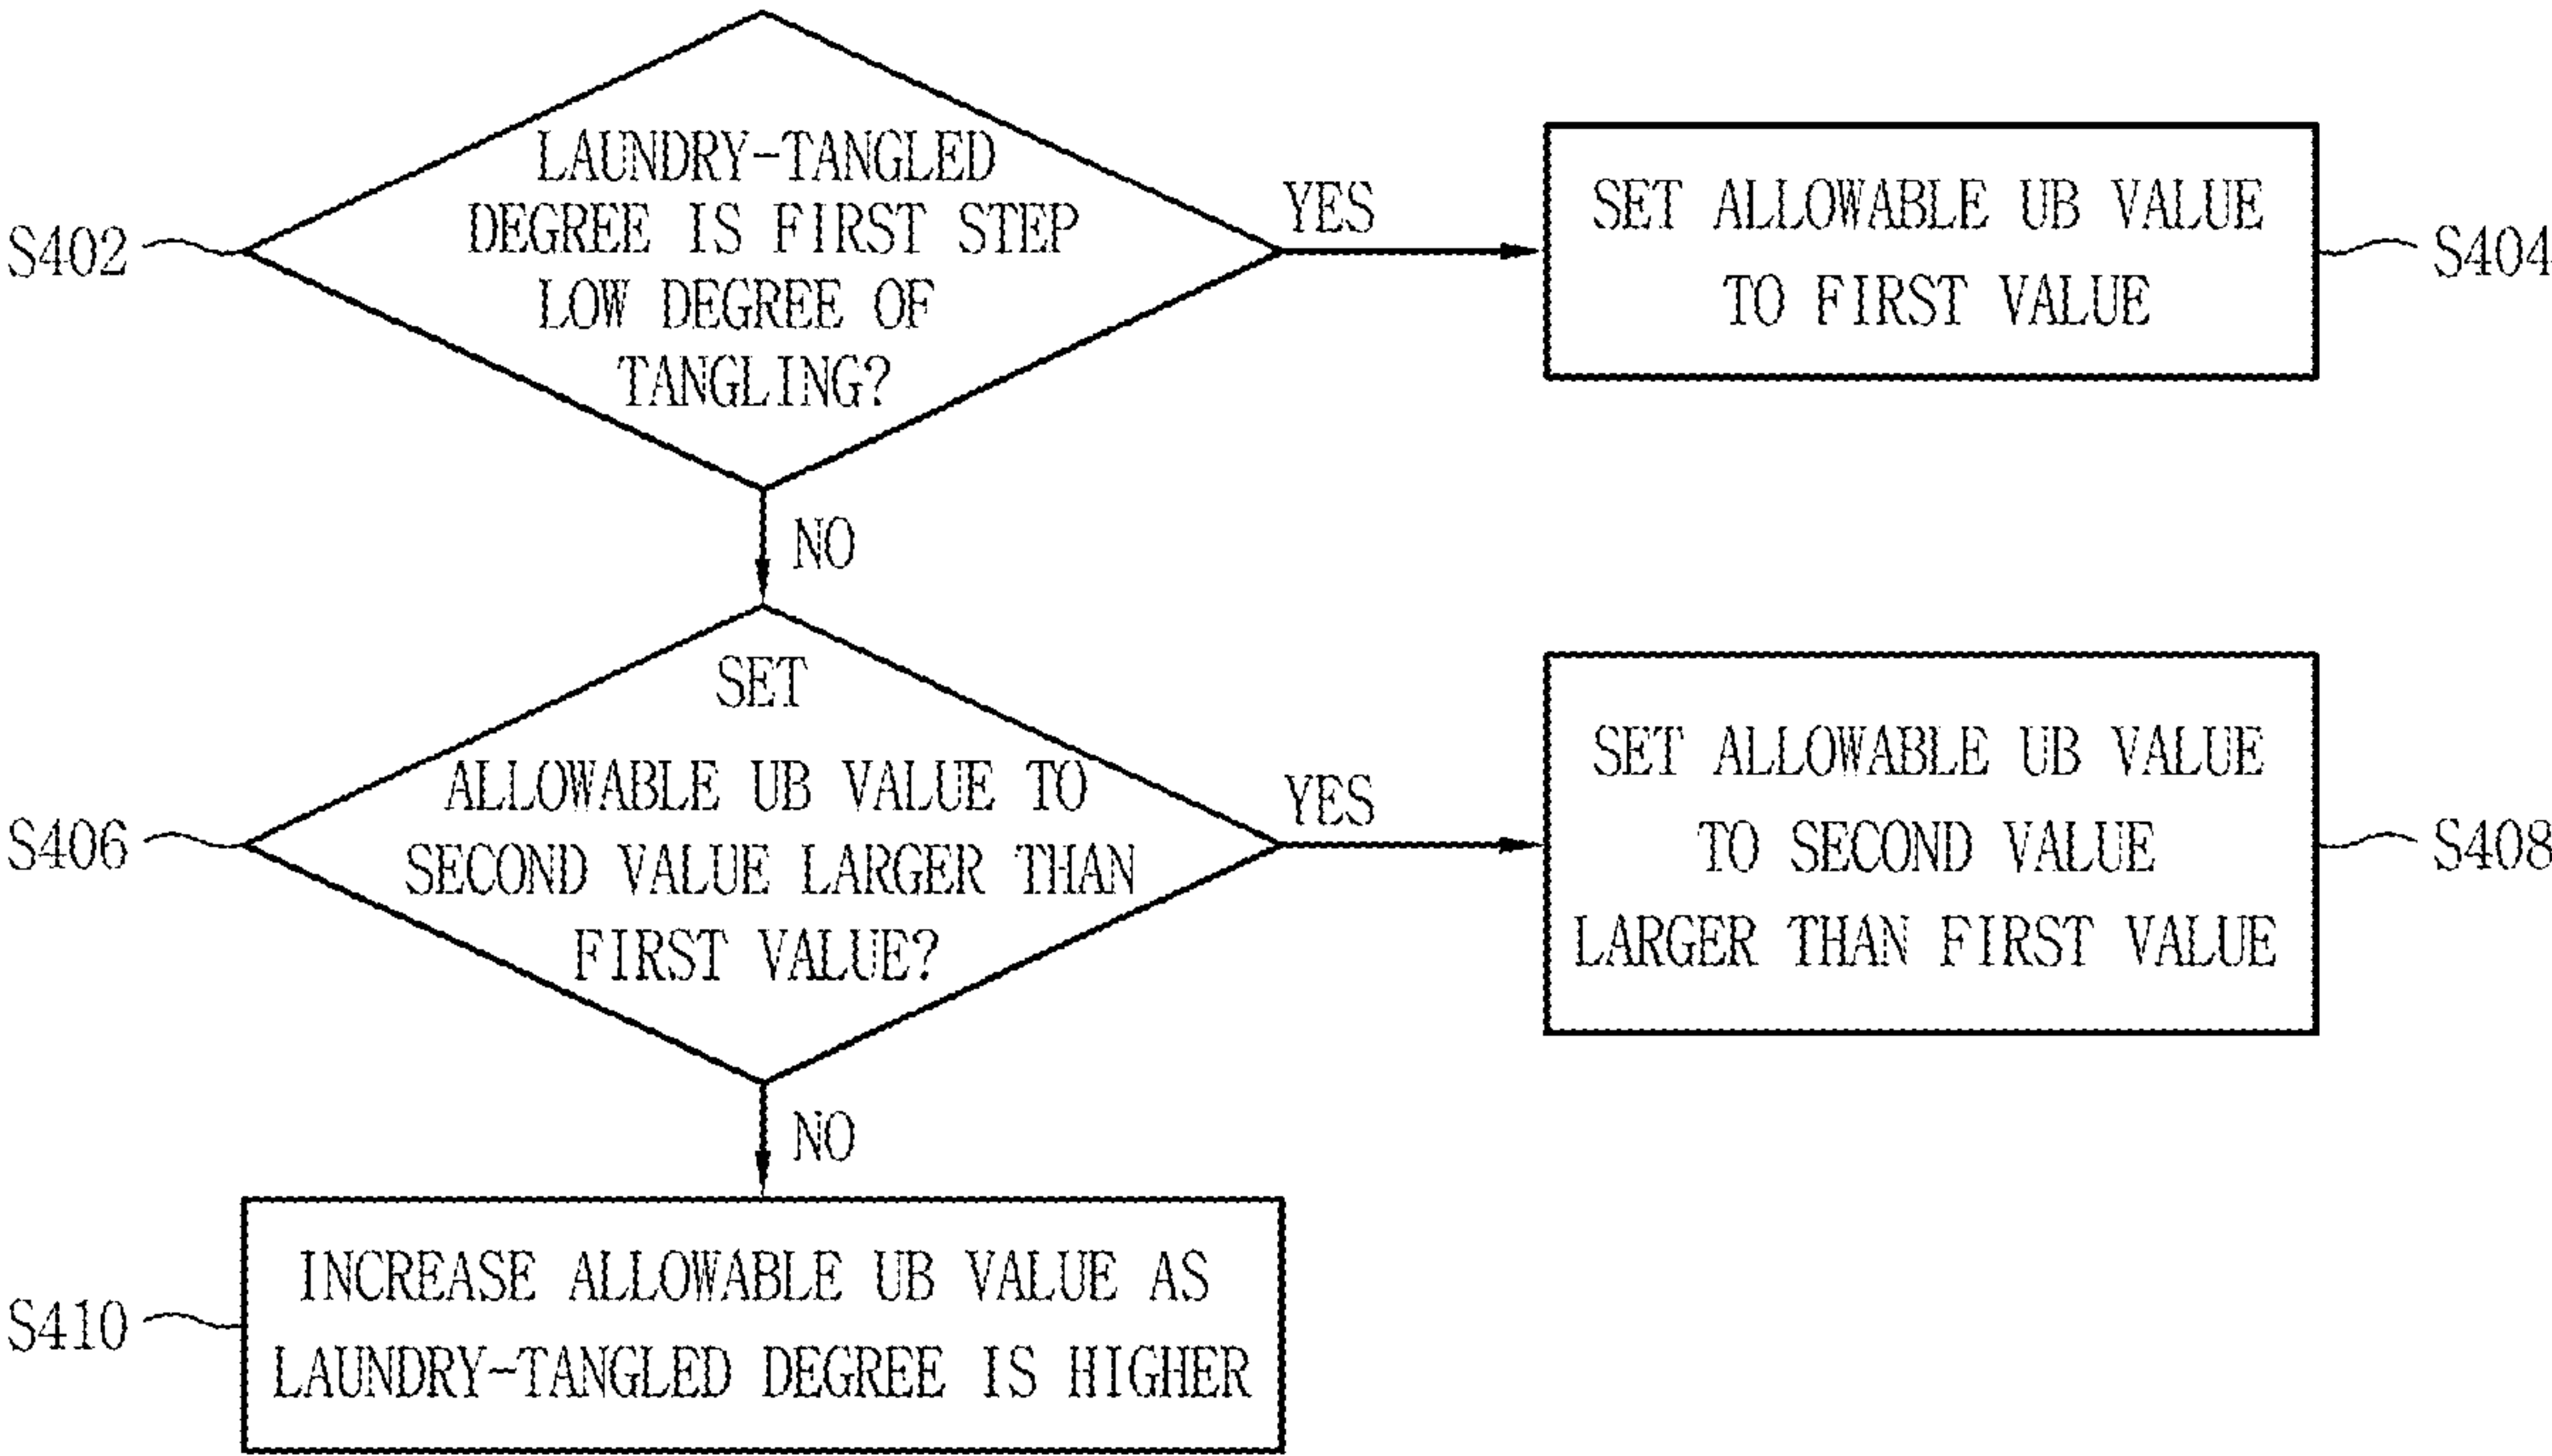 LAUNDRY-TANGLED
DEGREE IS FIRST STEP
LOW DEGREE OF
TANGLING?
S402
YES
SET ALLOWABLE UB VALUE
TO FIRST VALUE
S404
NO
SET
ALLOWABLE UB VALUE TO
SECOND VALUE LARGER THAN
FIRST VALUE?
S406
YES
SET ALLOWABLE UB VALUE
TO SECOND VALUE
LARGER THAN FIRST VALUE
S408
NO
INCREASE ALLOWABLE UB VALUE AS
LAUNDRY-TANGLED DEGREE IS HIGHER
S410